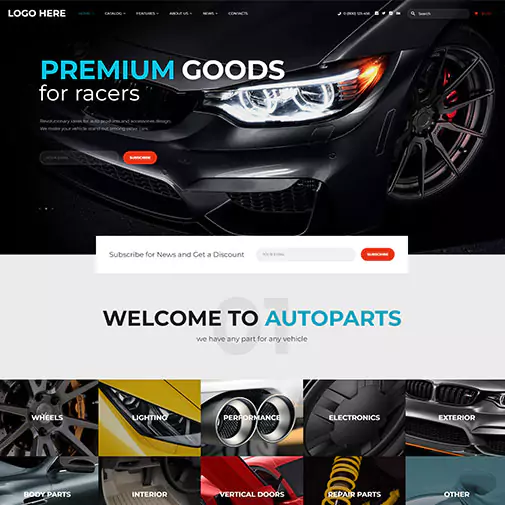 LOGO HERE
HOME CATALOG FEATURES ABOUT US NEWS CONTACTS
Search
PREMIUM GOODS
for racers
Revolutionary ideas for auto products and accessories design.
We make your vehicle stand out among other cars.
SUBSCRIBE
Subscribe for News and Get a Discount
YOUR E-MAIL
SUBSCRIBE
01
WELCOME TO AUTOPARTS
we have any part for any vehicle
WHEELS
LIGHTING
PERFORMANCE
ELECTRONICS
EXTERIOR
BODY PARTS
INTERIOR
VERTICAL DOORS
REPAIR PARTS
OTHER